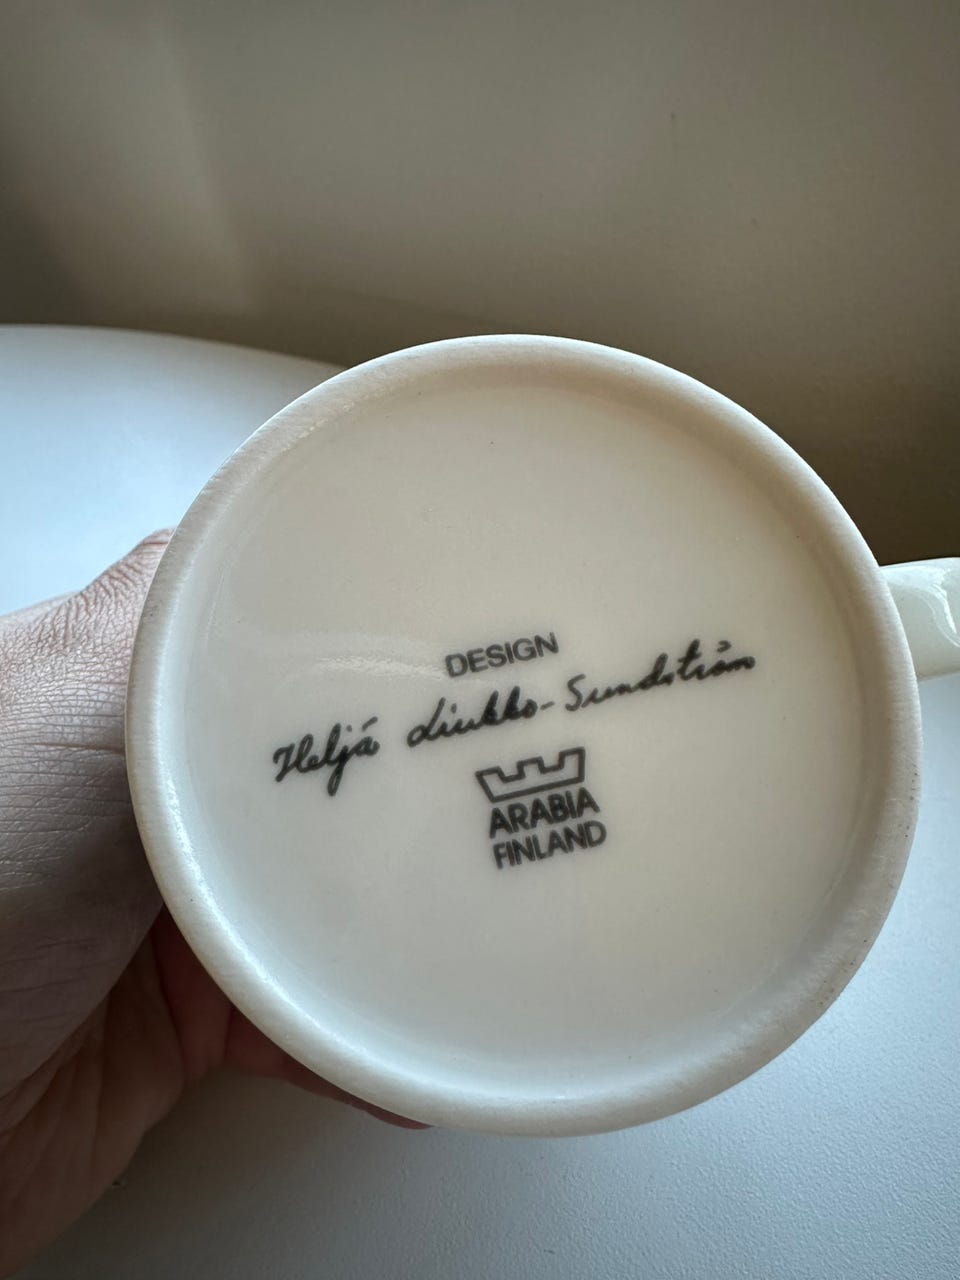 DESIGN
Heljä Liukko-Sundström
ARABIA
FINLAND